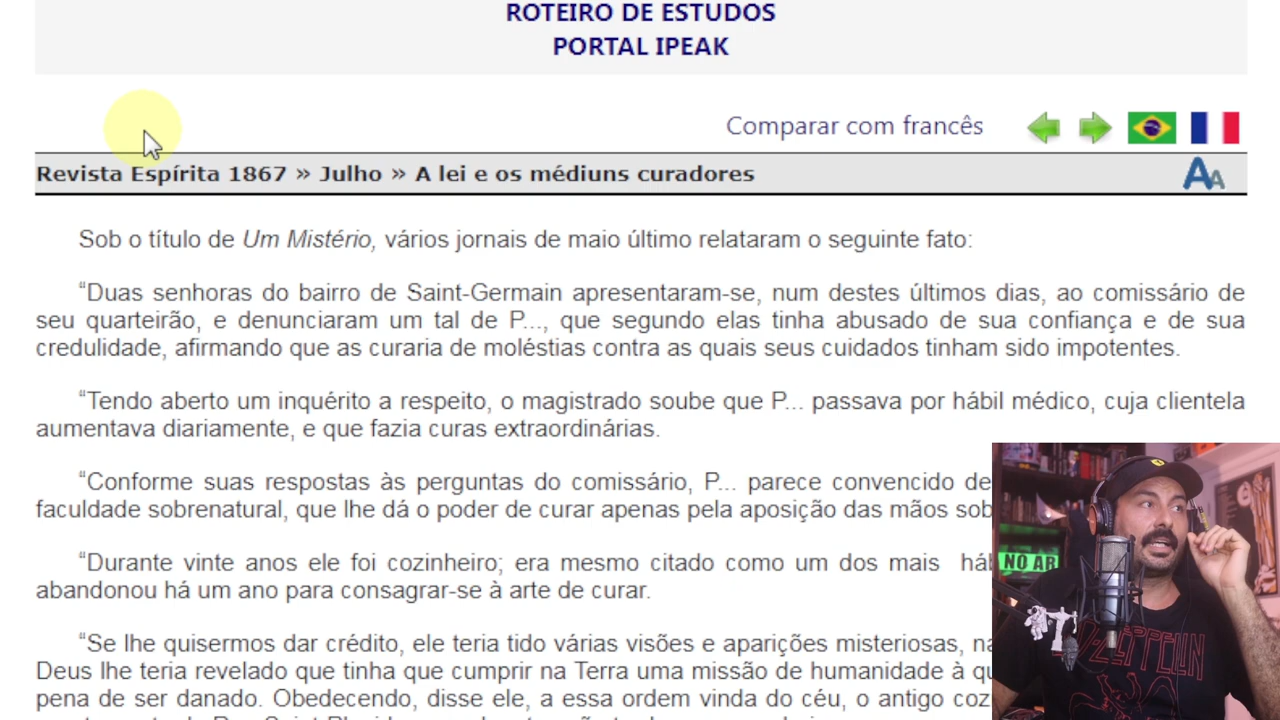 ROTEIRO DE ESTUDOS
PORTAL IPEAK
Comparar com francês
Revista Espírita 1867 » Julho » A lei e os médiuns curadores
AA
Sob o título de Um Mistério, vários jornais de maio último relataram o seguinte fato:
“Duas senhoras do bairro de Saint-Germain apresentaram-se, num destes últimos dias, ao comissário de
seu quarteirão, e denunciaram um tal de P..., que segundo elas tinha abusado de sua confiança e de sua
credulidade, afirmando que as curaria de moléstias contra as quais seus cuidados tinham sido impotentes.
“Tendo aberto um inquérito a respeito, o magistrado soube que P... passava por hábil médico, cuja clientela
aumentava diariamente, e que fazia curas extraordinárias.
“Conforme suas respostas às perguntas do comissário, P... parece convencido de
faculdade sobrenatural, que lhe dá o poder de curar apenas pela aposição das mãos sob
“Durante vinte anos ele foi cozinheiro; era mesmo citado como um dos mais háb
abandonou há um ano para consagrar-se à arte de curar.
“Se lhe quisermos dar crédito, ele teria tido várias visões e aparições misteriosas, na
Deus lhe teria revelado que tinha que cumprir na Terra uma missão de humanidade à qu
pena de ser danado. Obedecendo, disse ele, a essa ordem vinda do céu, o antigo coz
NO AR
LED ZEPPELIN